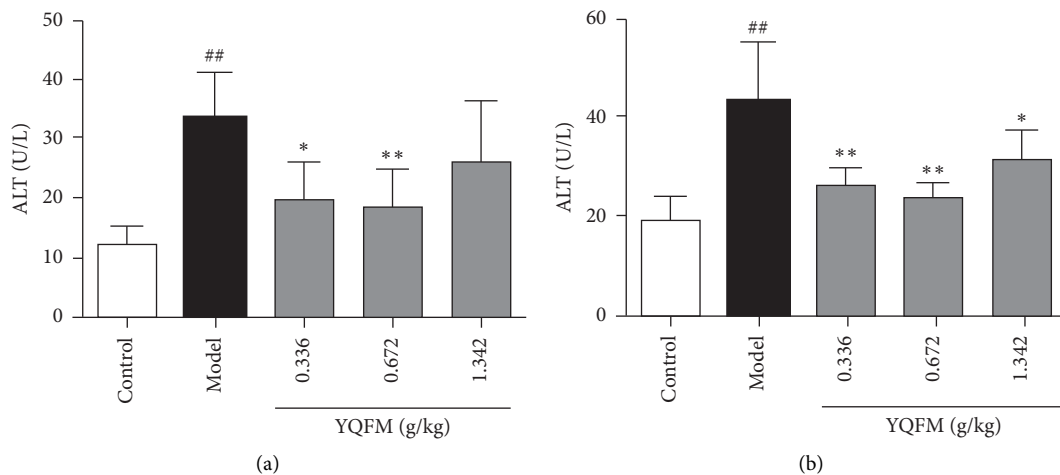 50
40
30
20
10
0
ALT (U/L)
##
*
**
Control
Model
0.336
0.672
1.342
YQFM (g/kg)
(a)
60
40
20
0
ALT (U/L)
##
**
**
*
Control
Model
0.336
0.672
1.342
YQFM (g/kg)
(b)